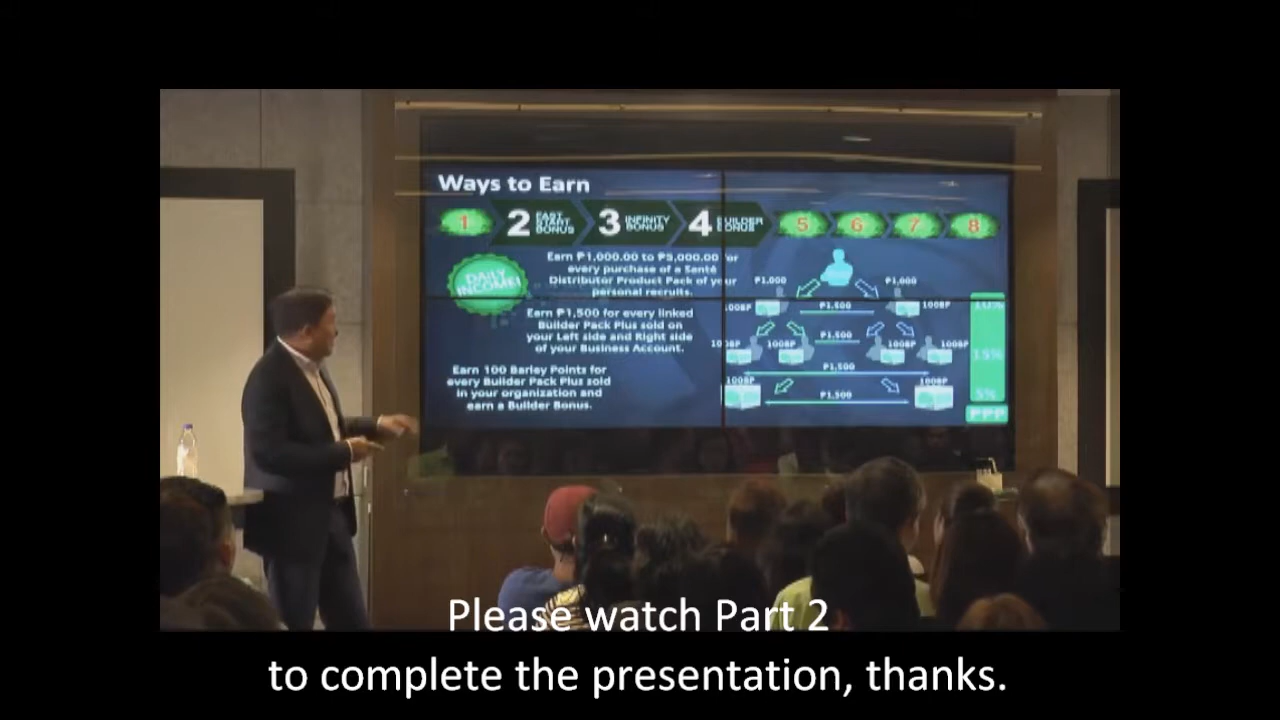 Ways to Earn
1 2 FAST START BONUS 3 INFINITY BONUS 4 BUILDER BONUS 5 6 7 8
DAILY
INCOME!
Earn ₱1,000.00 to ₱5,000.00 for
every purchase of a Santé
Distributor Product Pack of your
personal recruits.
Earn ₱1,500 for every linked
Builder Pack Plus sold on
your Left side and Right side
of your Business Account.
Earn 100 Barley Points for
every Builder Pack Plus sold
in your organization and
earn a Builder Bonus.
₱1,000 ₱1,000
100BP ₱1,500 100BP
100BP 100BP ₱1,500 100BP 100BP
₱1,500
100BP 100BP
₱1,500
10%
15%
5%
PPP
Please watch Part 2
to complete the presentation, thanks.